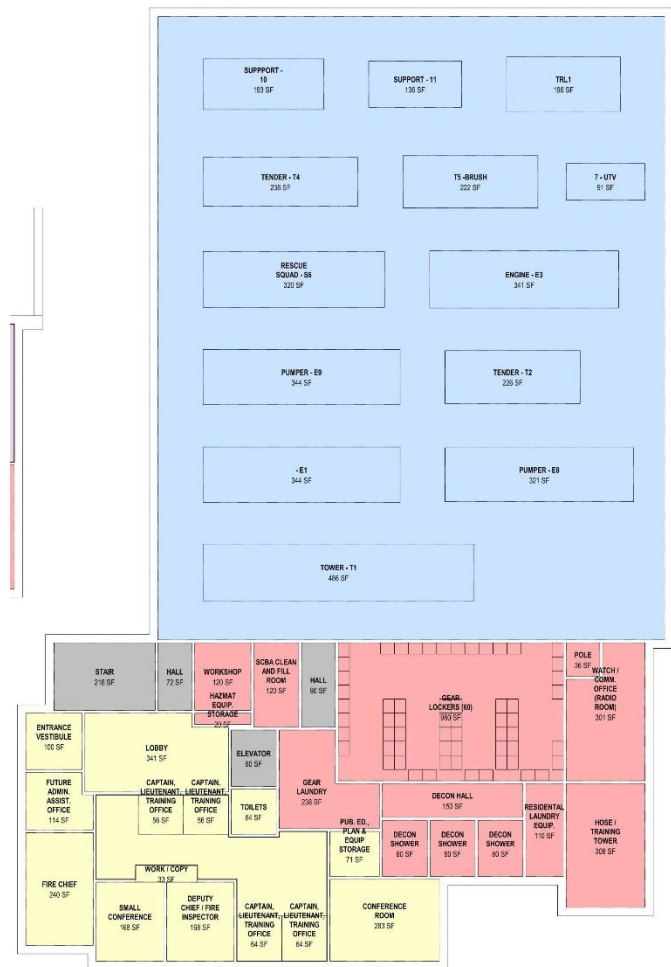 SUPPPORT -
10
193 SF
SUPPORT - 11
136 SF
TRL1
198 SF
TENDER - T4
238 SF
T5 -BRUSH
222 SF
7 - UTV
91 SF
RESCUE
SQUAD - S6
320 SF
ENGINE - E3
341 SF
PUMPER - E9
344 SF
TENDER - T2
226 SF
- E1
344 SF
PUMPER - E8
321 SF
TOWER - T1
486 SF
STAIR
218 SF
HALL
72 SF
WORKSHOP
120 SF
HAZMAT
EQUIP.
STORAGE
20 SF
SCBA CLEAN
AND FILL
ROOM
120 SF
HALL
90 SF
GEAR
LOCKERS (60)
980 SF
POLE
36 SF
WATCH /
COMM.
OFFICE
(RADIO
ROOM)
301 SF
ENTRANCE
VESTIBULE
100 SF
LOBBY
341 SF
ELEVATOR
80 SF
FUTURE
ADMIN.
ASSIST.
OFFICE
114 SF
CAPTAIN,
LIEUTENANT,
TRAINING
OFFICE
56 SF
CAPTAIN,
LIEUTENANT,
TRAINING
OFFICE
56 SF
TOILETS
64 SF
GEAR
LAUNDRY
238 SF
DECON HALL
150 SF
PUB. ED.,
PLAN &
EQUIP
STORAGE
71 SF
DECON
SHOWER
80 SF
DECON
SHOWER
80 SF
DECON
SHOWER
80 SF
RESIDENTAL
LAUNDRY
EQUIP.
110 SF
HOSE /
TRAINING
TOWER
308 SF
FIRE CHIEF
240 SF
WORK / COPY
33 SF
SMALL
CONFERENCE
168 SF
DEPUTY
CHIEF / FIRE
INSPECTOR
168 SF
CAPTAIN,
LIEUTENANT,
TRAINING
OFFICE
64 SF
CAPTAIN,
LIEUTENANT,
TRAINING
OFFICE
64 SF
CONFERENCE
ROOM
283 SF